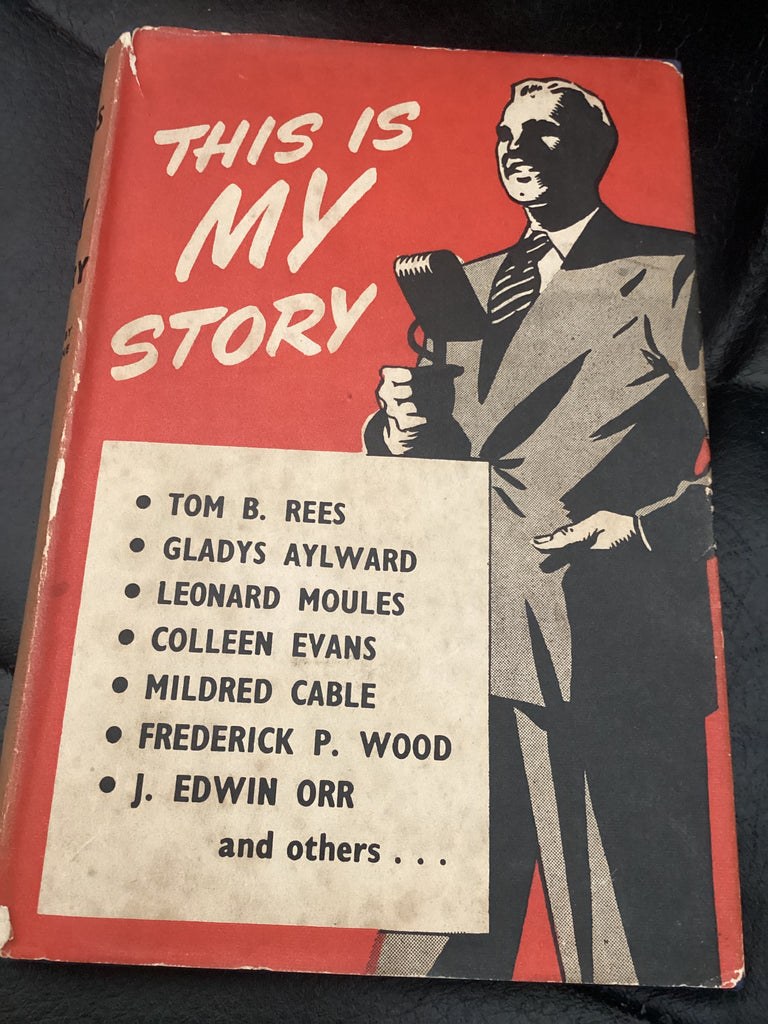 THIS IS
MY
STORY
• TOM B. REES
• GLADYS AYLWARD
• LEONARD MOULES
• COLLEEN EVANS
• MILDRED CABLE
• FREDERICK P. WOOD
• J. EDWIN ORR
and others . . .